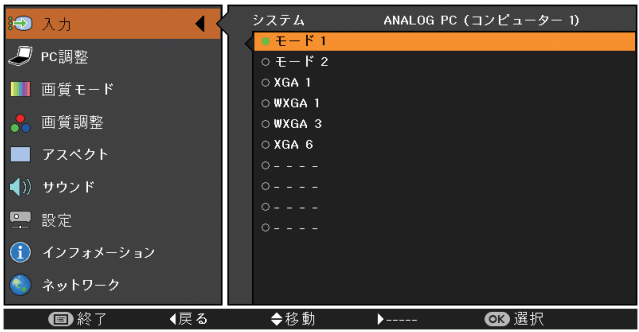 入力
PC調整
画質モード
画質調整
アスペクト
サウンド
設定
インフォメーション
ネットワーク
システム ANALOG PC (コンピューター 1)
モード 1
モード 2
XGA 1
WXGA 1
WXGA 3
XGA 6
- - - -
- - - -
- - - -
- - - -
終了 戻る 移動 ----- OK 選択